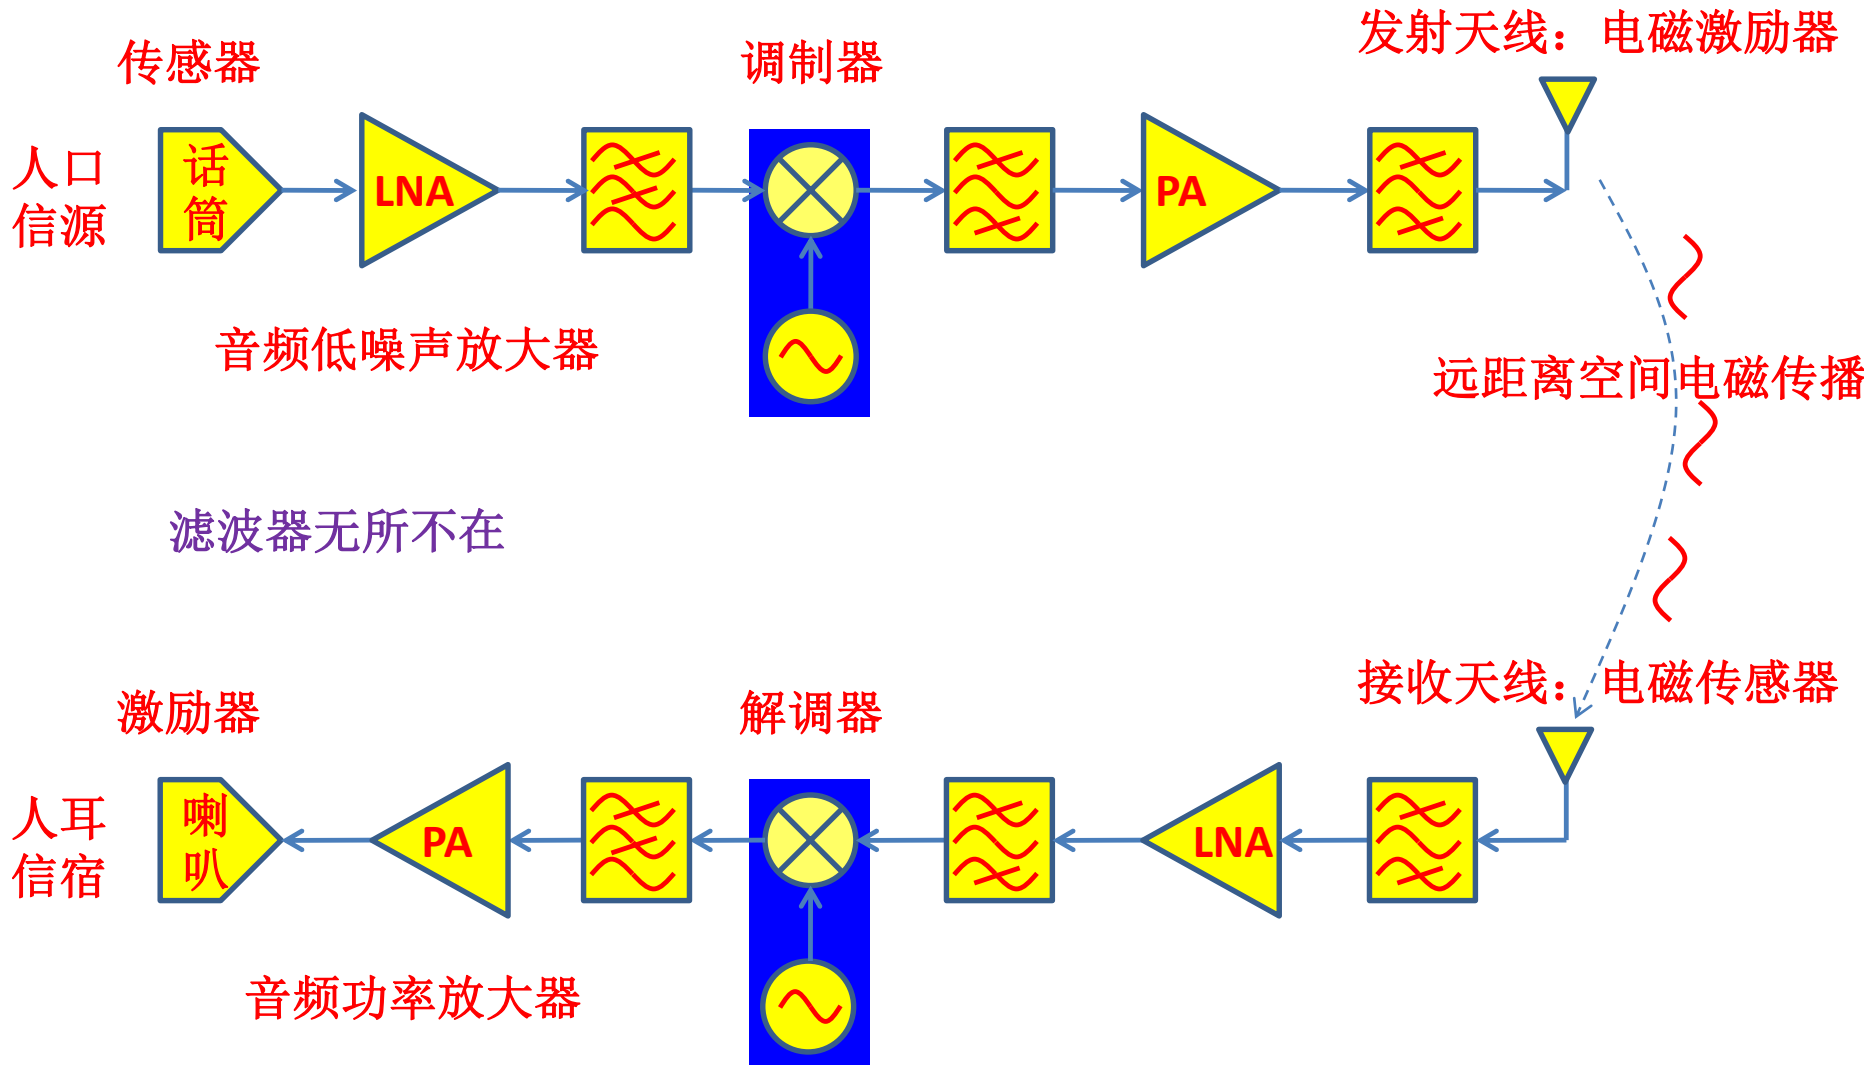 发射天线： 电磁激励器
传感器
调制器
人口
信源
话
筒
LNA
PA
音频低噪声放大器
远距离空间电磁传播
滤波器无所不在
接收天线： 电磁传感器
激励器
解调器
人耳
信宿
喇
叭
PA
LNA
音频功率放大器